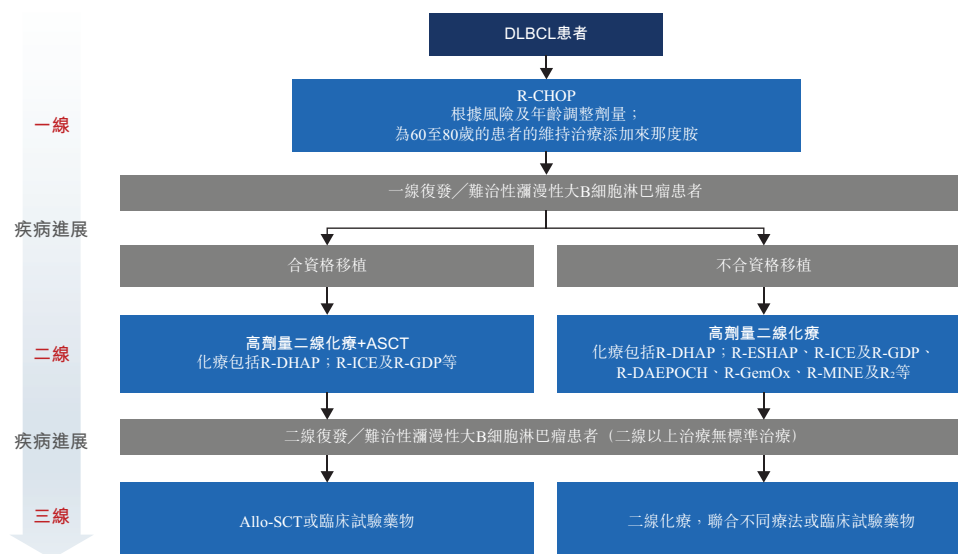 DLBCL患者
一線
R-CHOP
根據風險及年齡調整劑量；
為60至80歲的患者的維持治療添加來那度胺
一線復發╱難治性瀰漫性大B細胞淋巴瘤患者
疾病進展
合資格移植
不合資格移植
二線
高劑量二線化療+ASCT
化療包括R-DHAP；R-ICE及R-GDP等
高劑量二線化療
化療包括R-DHAP；R-ESHAP、R-ICE及R-GDP、
R-DAEPOCH、R-GemOx、R-MINE及R₂等
疾病進展
二線復發╱難治性瀰漫性大B細胞淋巴瘤患者（二線以上治療無標準治療）
三線
Allo-SCT或臨床試驗藥物
二線化療，聯合不同療法或臨床試驗藥物